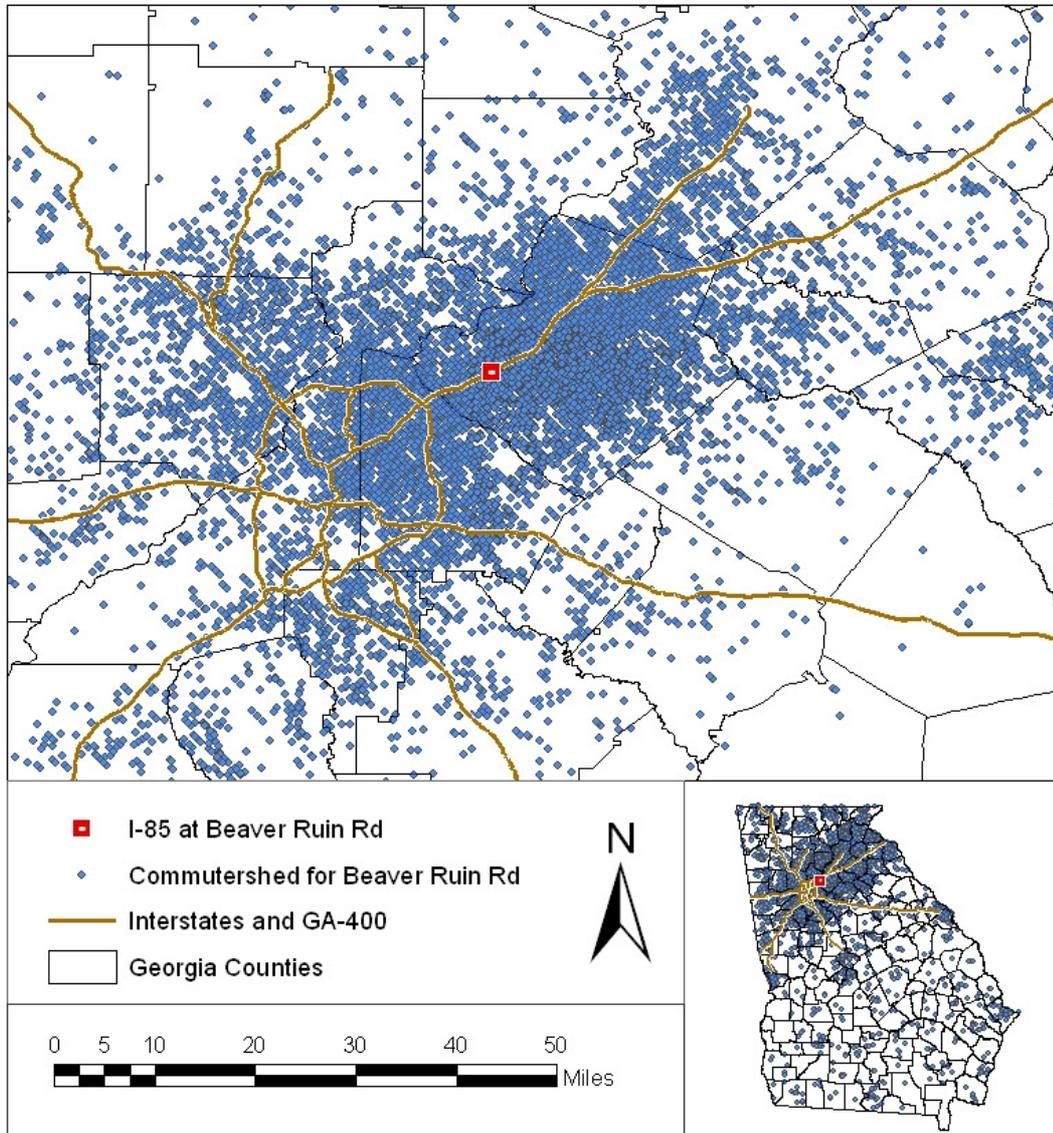 I-85 at Beaver Ruin Rd
Commutershed for Beaver Ruin Rd
Interstates and GA-400
Georgia Counties
N
0 5 10 20 30 40 50
Miles